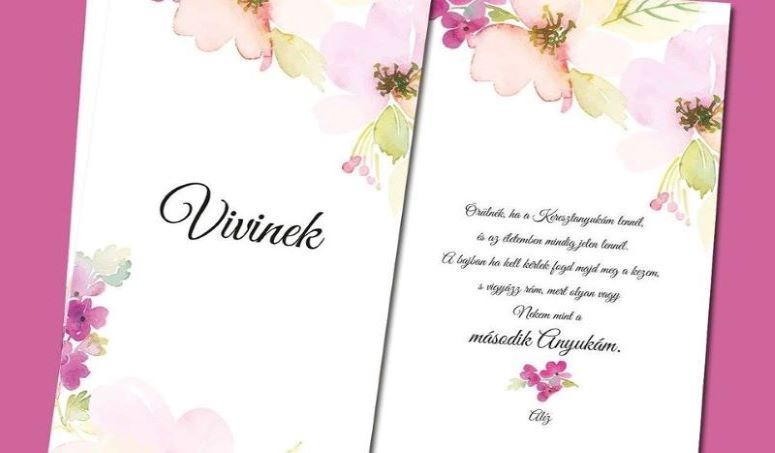 Vivinek
Örülnék, ha a Keresztanyukám lennél,
és az életemben mindig jelen lennél.
A bajban ha kell kérlek fogd majd meg a kezem,
s vigyázz rám, mert olyan vagy
Nekem mint a
második Anyukám.
Alíz